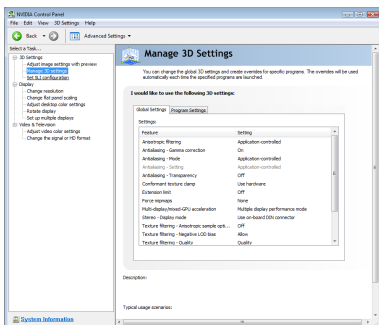 NVIDIA Control Panel
File Edit View 3D Settings Help
Back Advanced Settings
Select a Task...
3D Settings
Adjust image settings with preview
Manage 3D settings
Set SLI configuration
Display
Change resolution
Change flat panel scaling
Adjust desktop color settings
Rotate display
Set up multiple displays
Video & Television
Adjust video color settings
Change the signal or HD format
System Information
Manage 3D Settings
You can change the global 3D settings and create overrides for specific programs. The overrides will be used
automatically each time the specified programs are launched.
I would like to use the following 3D settings:
Global Settings Program Settings
Settings:
Feature Setting
Anisotropic filtering Application-controlled
Antialiasing - Gamma correction On
Antialiasing - Mode Application-controlled
Antialiasing - Setting Application-controlled
Antialiasing - Transparency Off
Conformant texture clamp Use hardware
Extension limit Off
Force mipmaps None
Multi-display/mixed-GPU acceleration Multiple display performance mode
Stereo - Display mode Use on-board DIN connector
Texture filtering - Anisotropic sample opti... Off
Texture filtering - Negative LOD bias Allow
Texture filtering - Quality Quality
Description:
Typical usage scenarios: